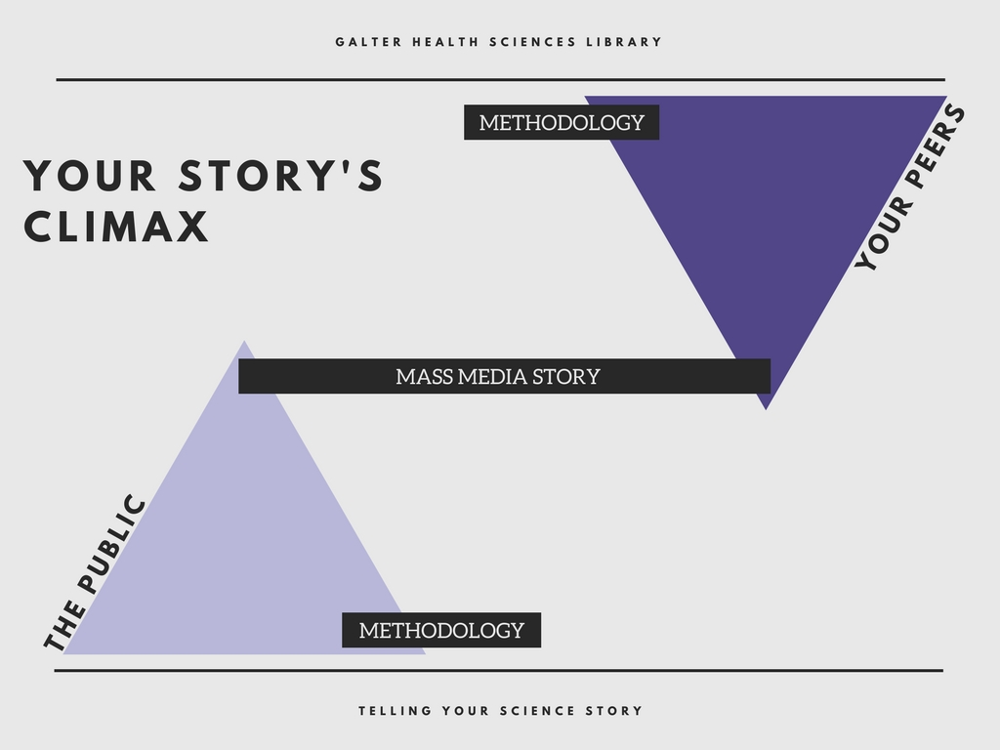 GALTER HEALTH SCIENCES LIBRARY
METHODOLOGY
YOUR PEERS
YOUR STORY'S
CLIMAX
MASS MEDIA STORY
THE PUBLIC
METHODOLOGY
TELLING YOUR SCIENCE STORY